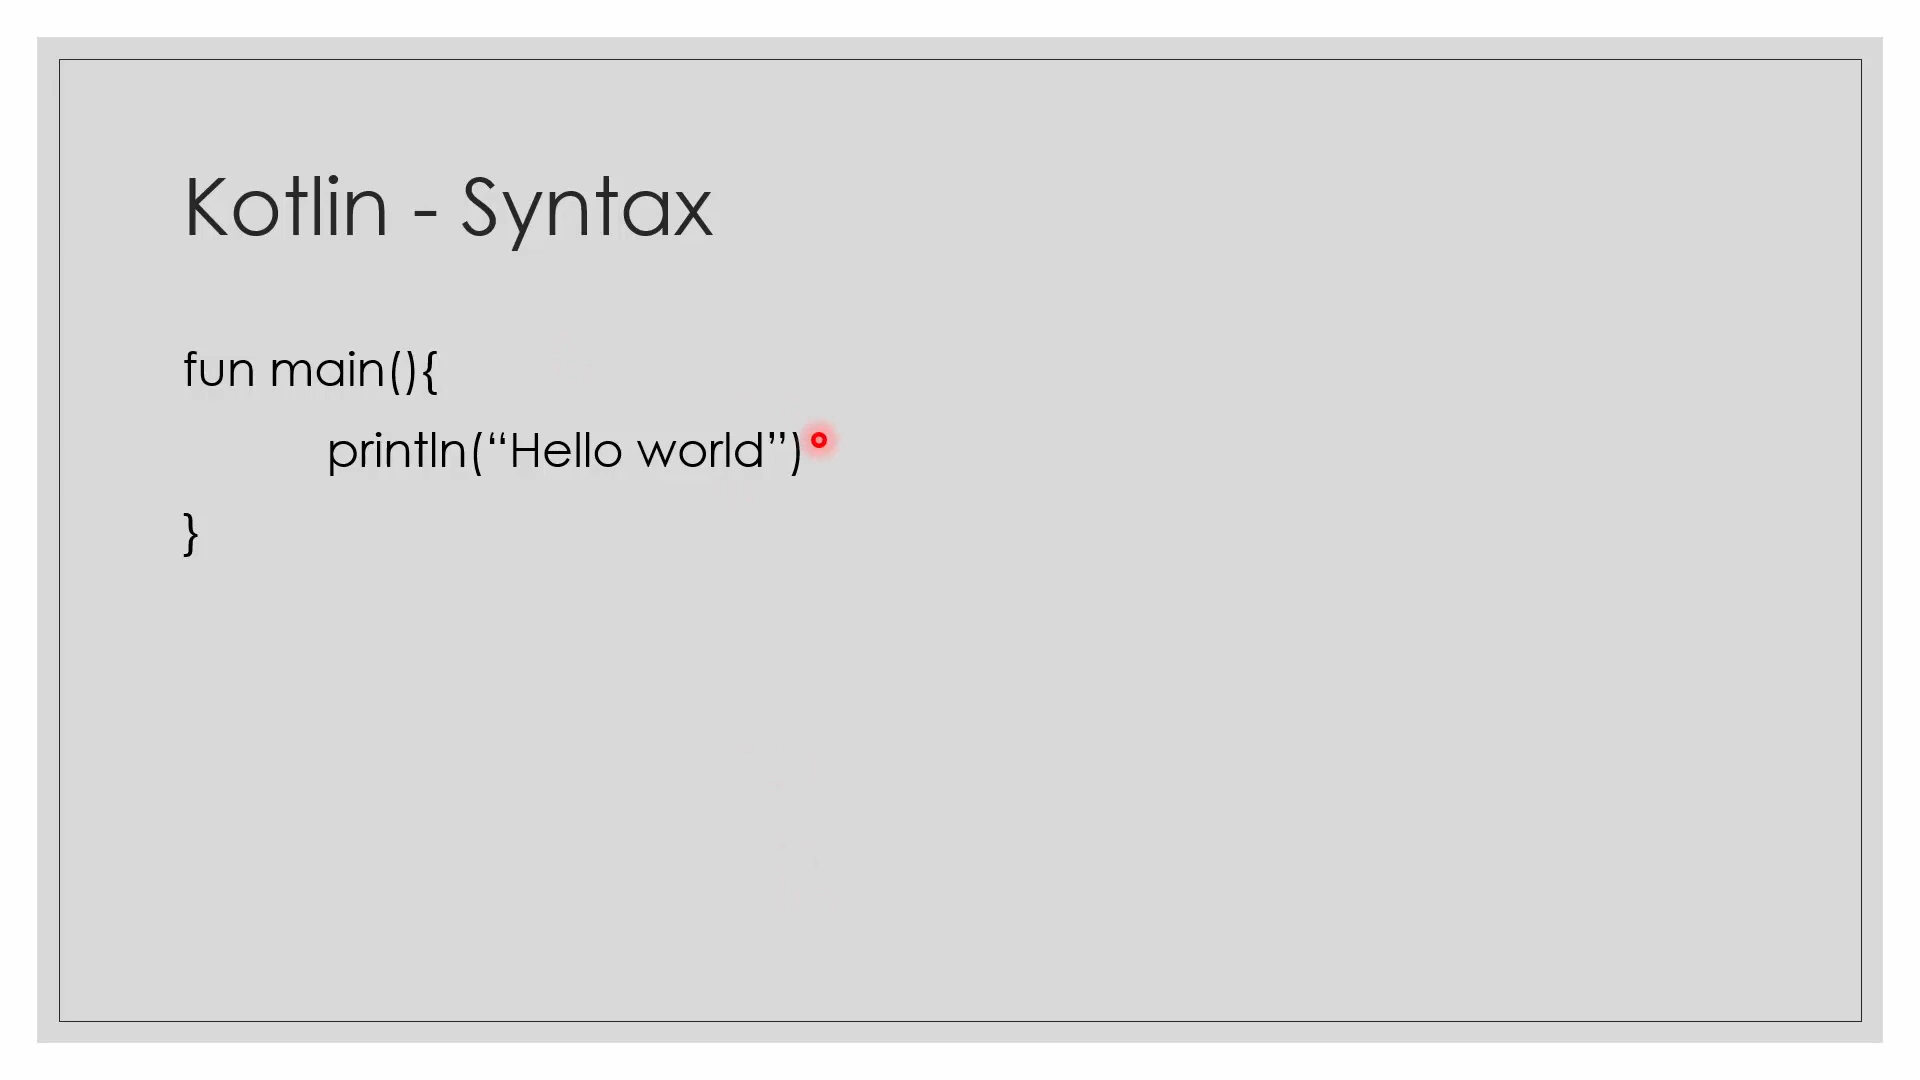 Kotlin - Syntax
fun main(){
println(“Hello world”)
}